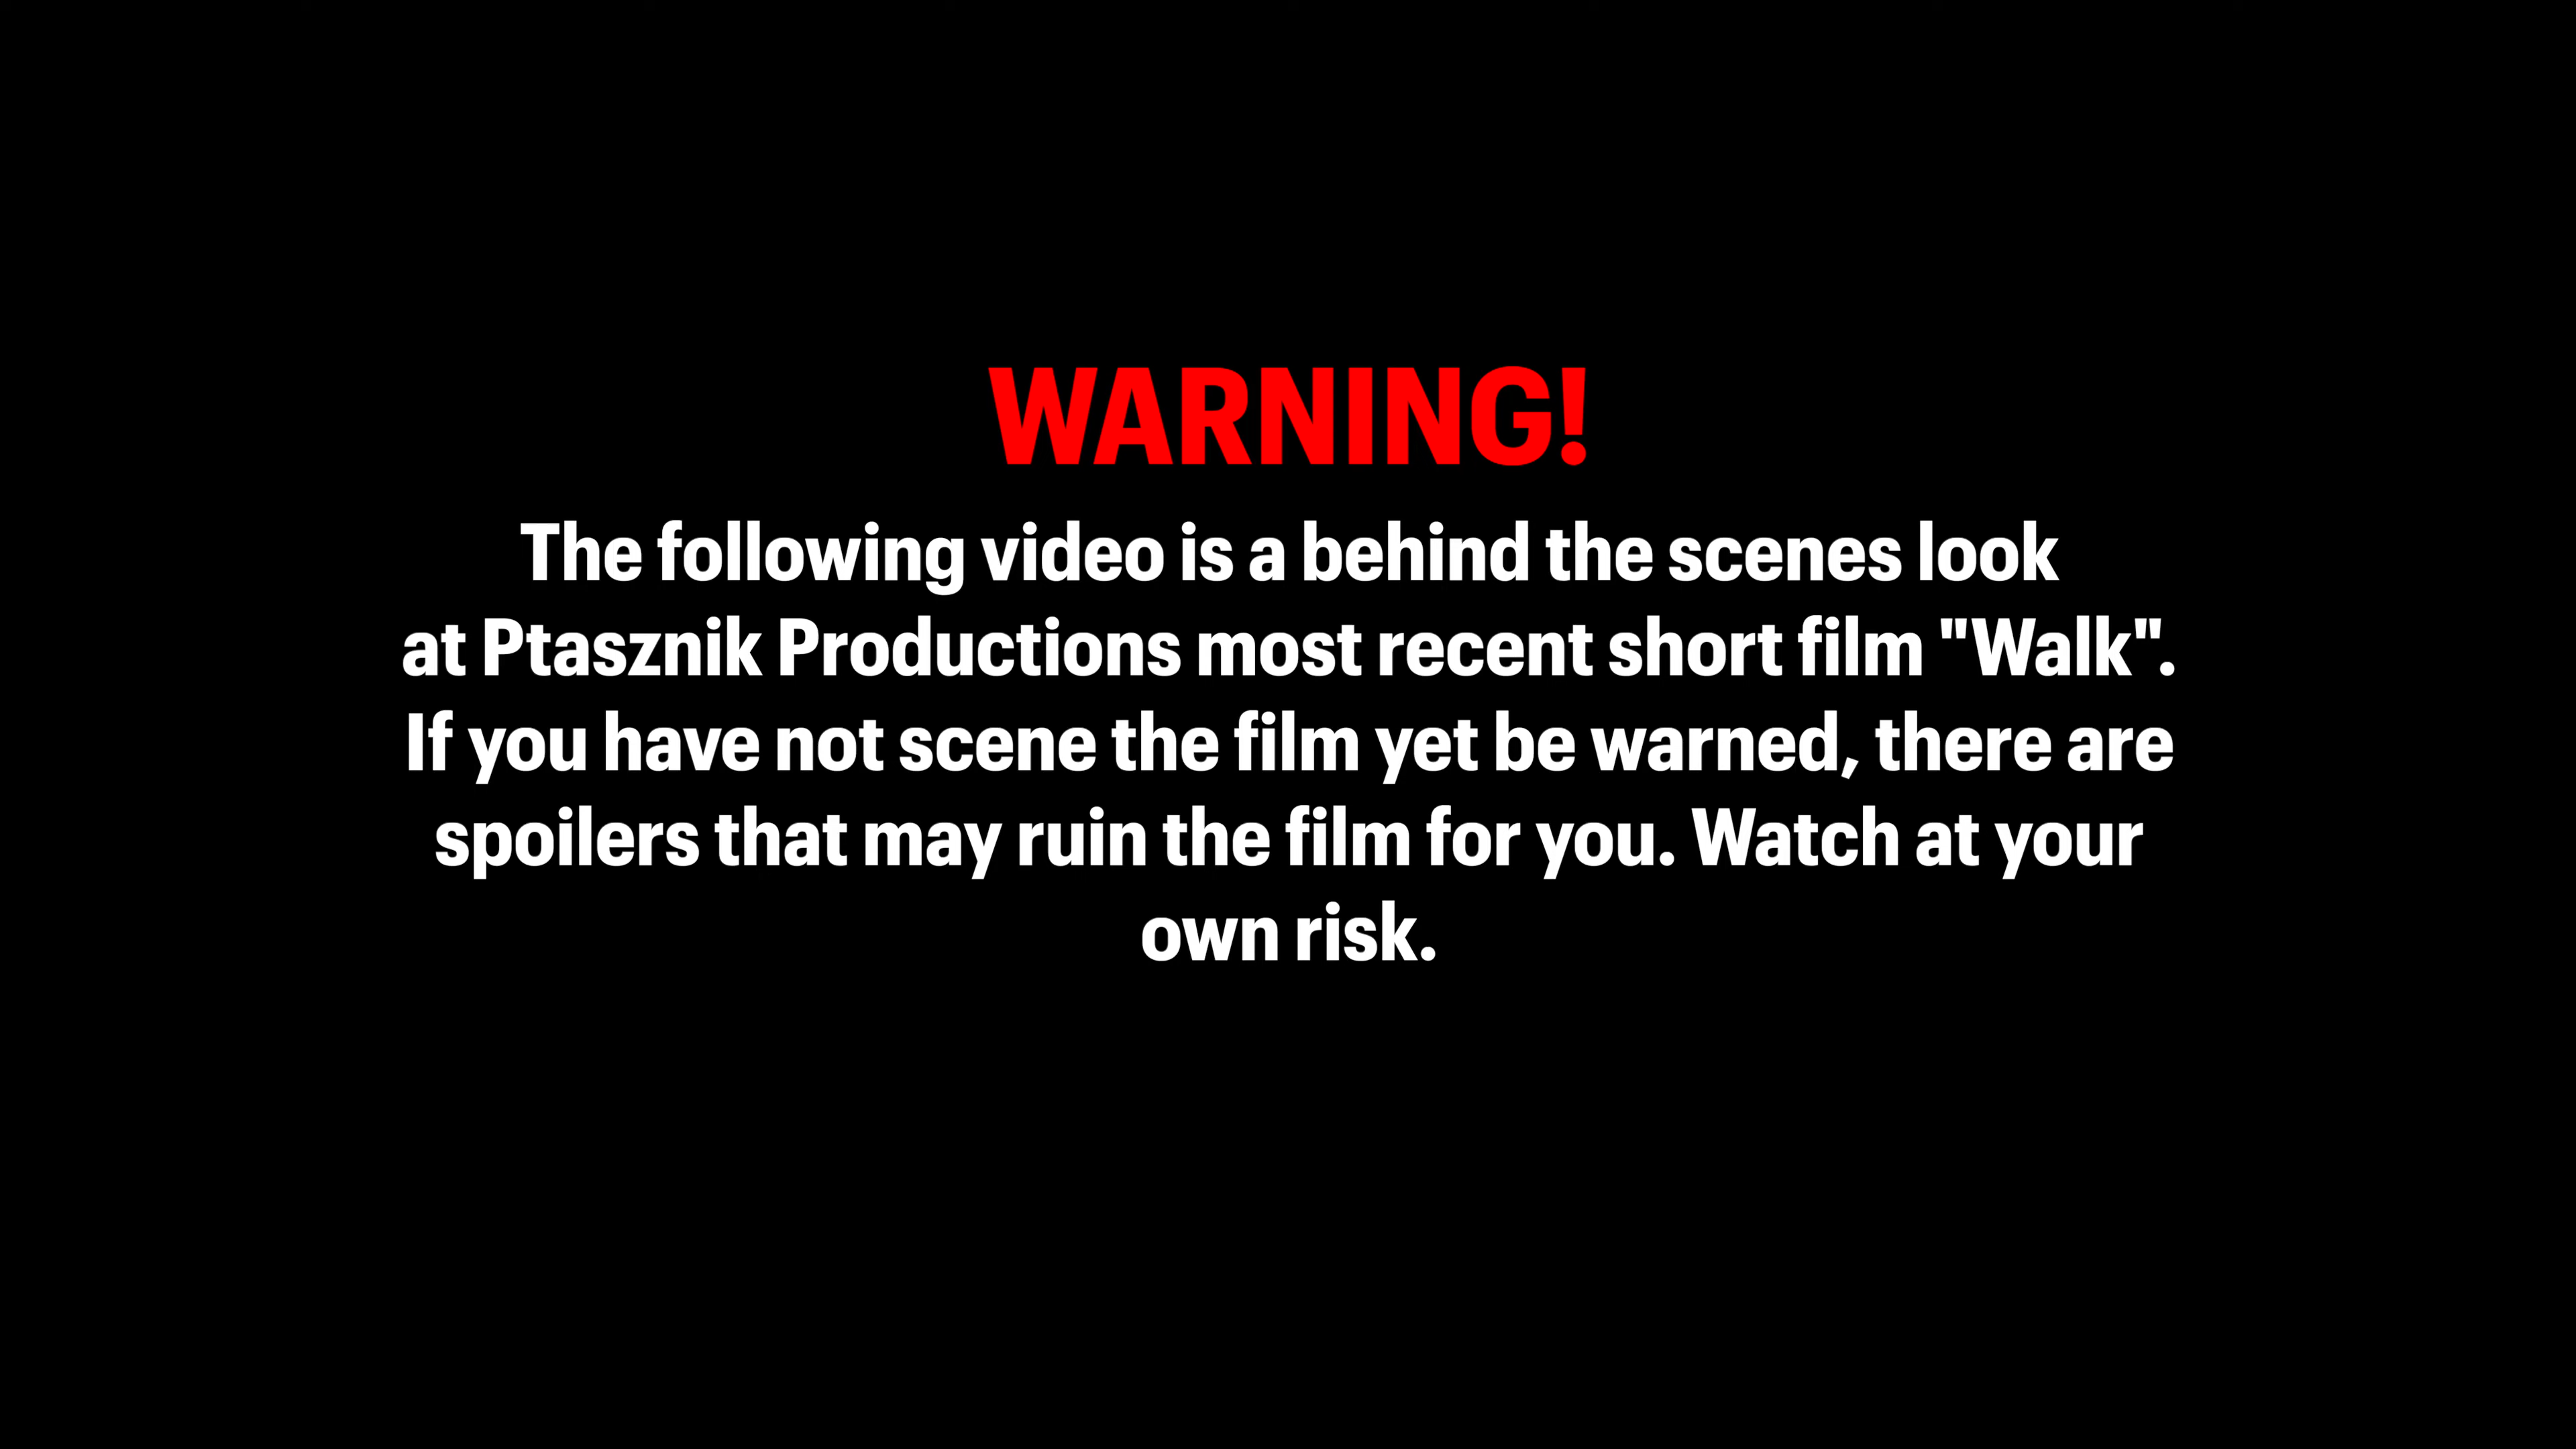 WARNING!
The following video is a behind the scenes look
at Ptasznik Productions most recent short film "Walk".
If you have not scene the film yet be warned, there are
spoilers that may ruin the film for you. Watch at your
own risk.